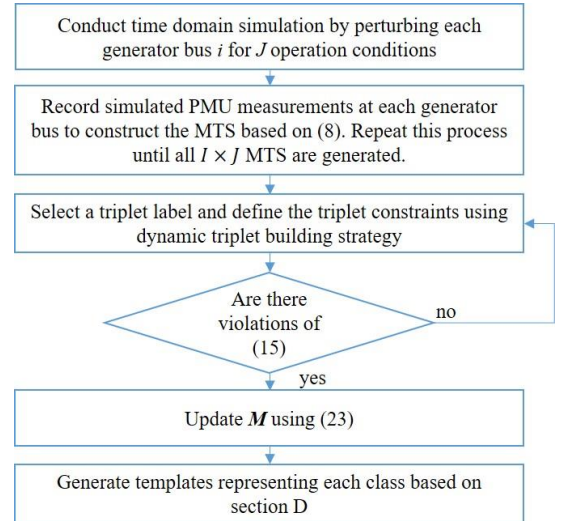 Conduct time domain simulation by perturbing each
generator bus i for J operation conditions
Record simulated PMU measurements at each generator
bus to construct the MTS based on (8). Repeat this process
until all I × J MTS are generated.
Select a triplet label and define the triplet constraints using
dynamic triplet building strategy
Are there
violations of
(15)
no
yes
Update M using (23)
Generate templates representing each class based on
section D